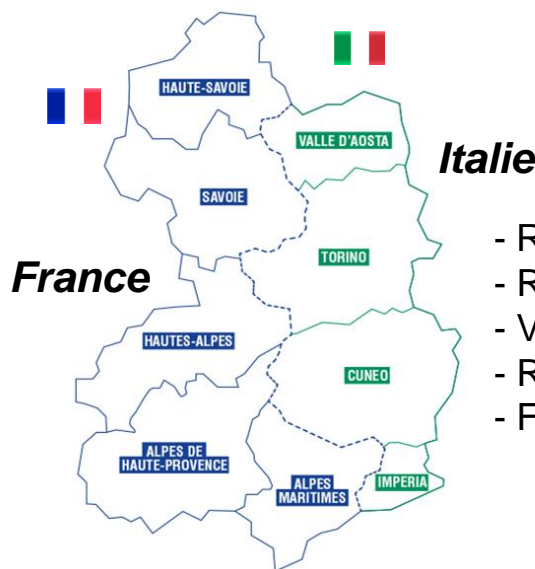 HAUTE-SAVOIE
VALLE D'AOSTA
Italie
SAVOIE
- R
TORINO
France
- R
HAUTES-ALPES
- V
CUNEO
- R
- F
ALPES DE
HAUTE-PROVENCE
ALPES
MARITIMES
IMPERIA